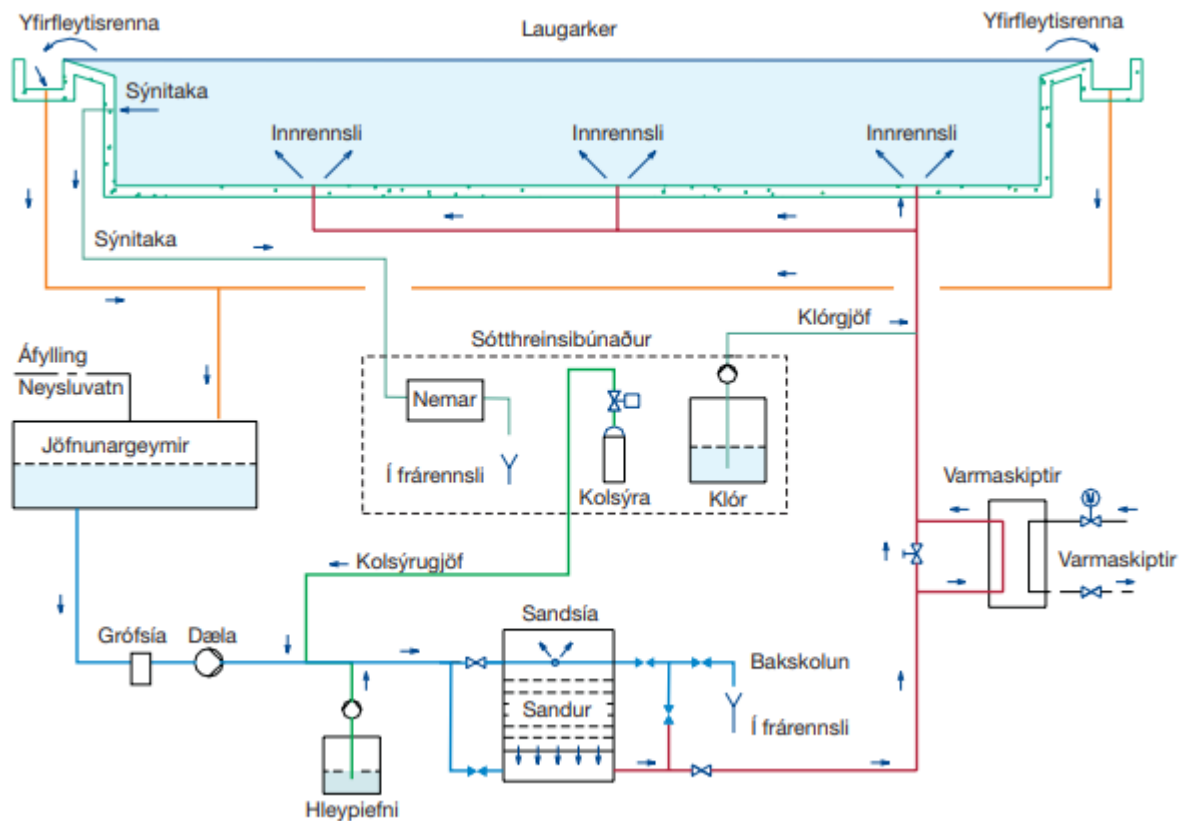 Yfirfleytisrenna
Laugarker
Yfirfleytisrenna
Sýnitaka
Innrennsli
Innrennsli
Innrennsli
Sýnitaka
Klórgjöf
Sótthreinsibúnaður
Áfylling
Neysluvatn
Nemar
Jöfnunargeymir
Í frárennsli
Kolsýra
Klór
Varmaskiptir
M
Kolsýrugjöf
Varmaskiptir
Sandsía
Grófsía
Dæla
Bakskolun
Sandur
Í frárennsli
Hleypiefni